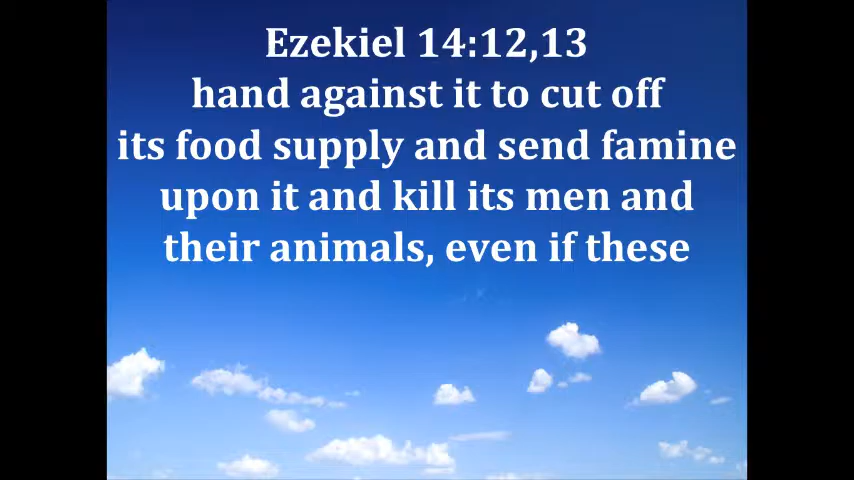 Ezekiel 14:12,13
hand against it to cut off
its food supply and send famine
upon it and kill its men and
their animals, even if these